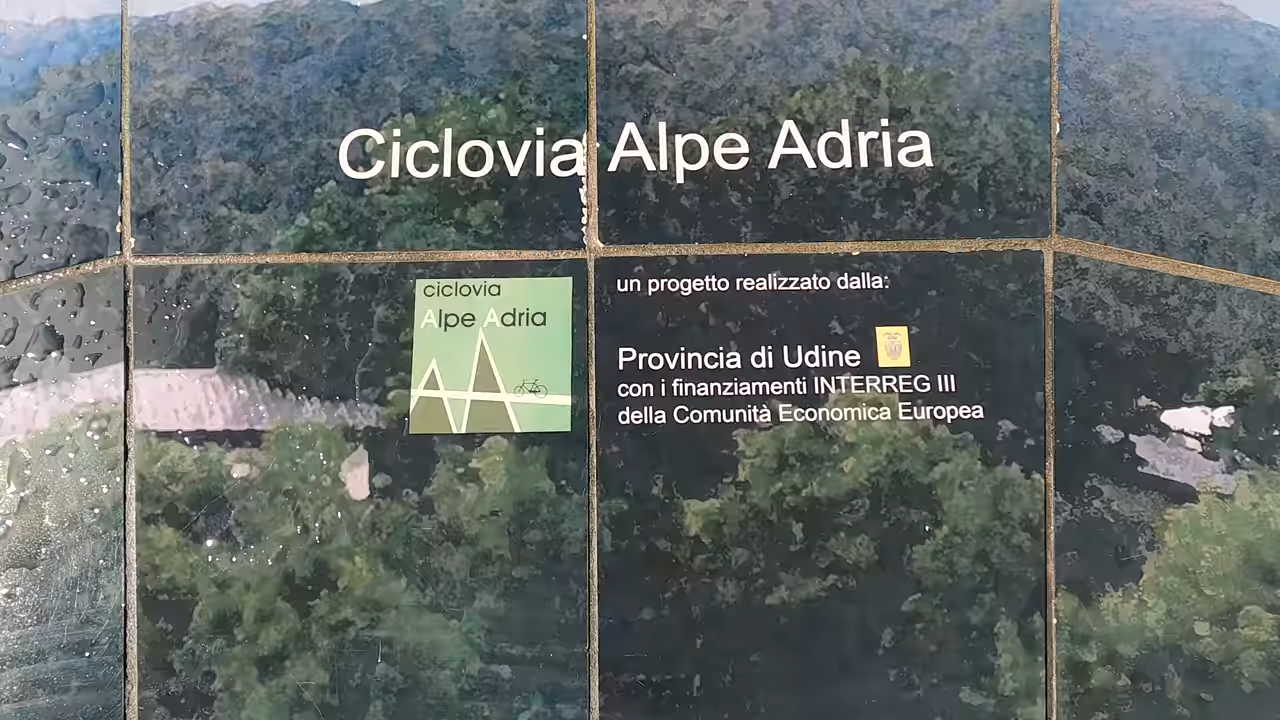 Ciclovia Alpe Adria
ciclovia
Alpe Adria
un progetto realizzato dalla:
Provincia di Udine
con i finanziamenti INTERREG III
della Comunità Economica Europea